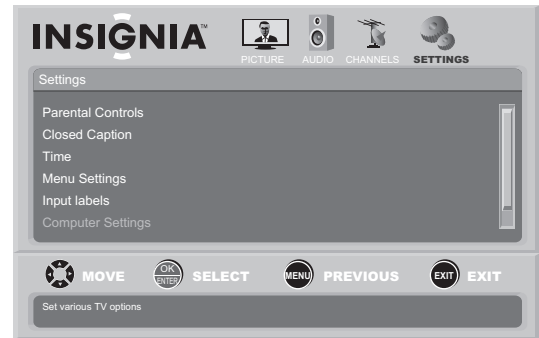 INSIGNIA™
PICTURE AUDIO CHANNELS SETTINGS
Settings
Parental Controls
Closed Caption
Time
Menu Settings
Input labels
Computer Settings
MOVE OK ENTER SELECT MENU PREVIOUS EXIT EXIT
Set various TV options